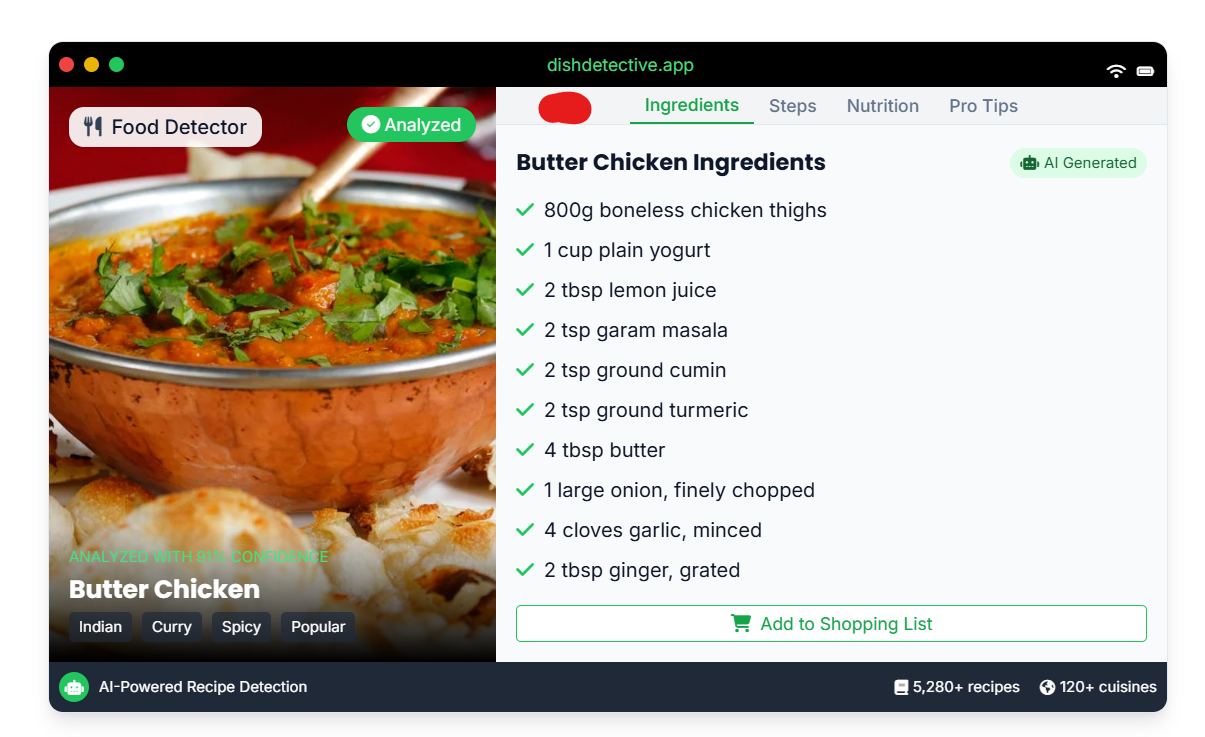 dishdetective.app
Food Detector
Analyzed
ANALYZED WITH 91% CONFIDENCE
Butter Chicken
Indian Curry Spicy Popular
Ingredients Steps Nutrition Pro Tips
Butter Chicken Ingredients
AI Generated
800g boneless chicken thighs
1 cup plain yogurt
2 tbsp lemon juice
2 tsp garam masala
2 tsp ground cumin
2 tsp ground turmeric
4 tbsp butter
1 large onion, finely chopped
4 cloves garlic, minced
2 tbsp ginger, grated
Add to Shopping List
AI-Powered Recipe Detection
5,280+ recipes 120+ cuisines